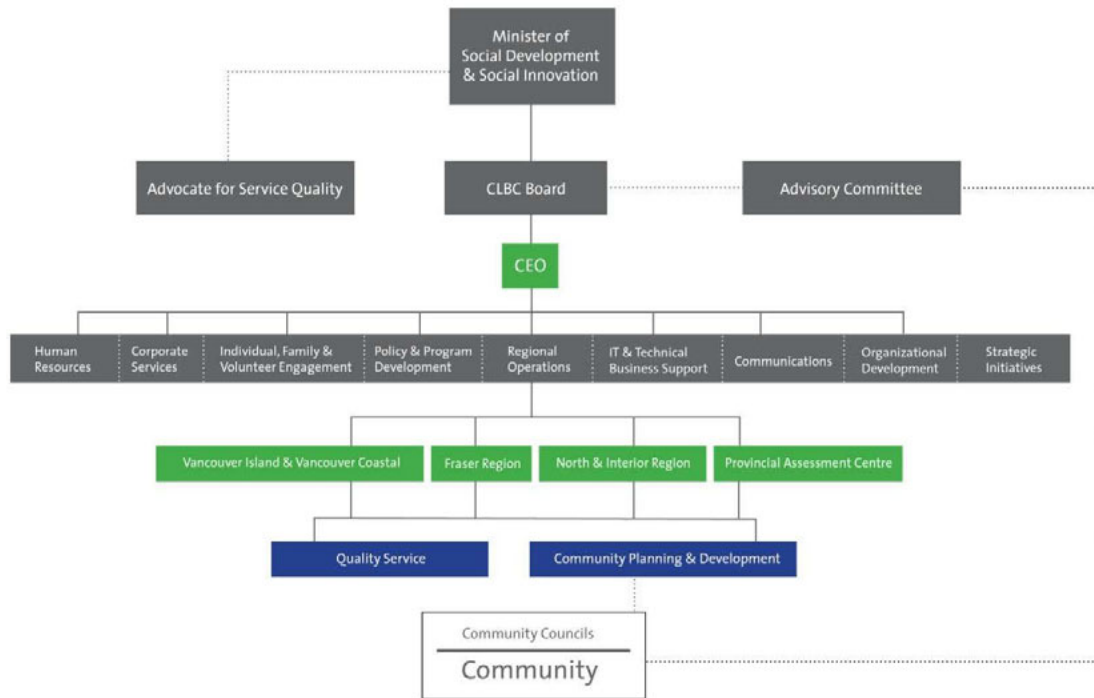 Minister of
Social Development
& Social Innovation
Advocate for Service Quality
CLBC Board
Advisory Committee
CEO
Human
Resources
Corporate
Services
Individual, Family &
Volunteer Engagement
Policy & Program
Development
Regional
Operations
IT & Technical
Business Support
Communications
Organizational
Development
Strategic
Initiatives
Vancouver Island & Vancouver Coastal
Fraser Region
North & Interior Region
Provincial Assessment Centre
Quality Service
Community Planning & Development
Community Councils
Community